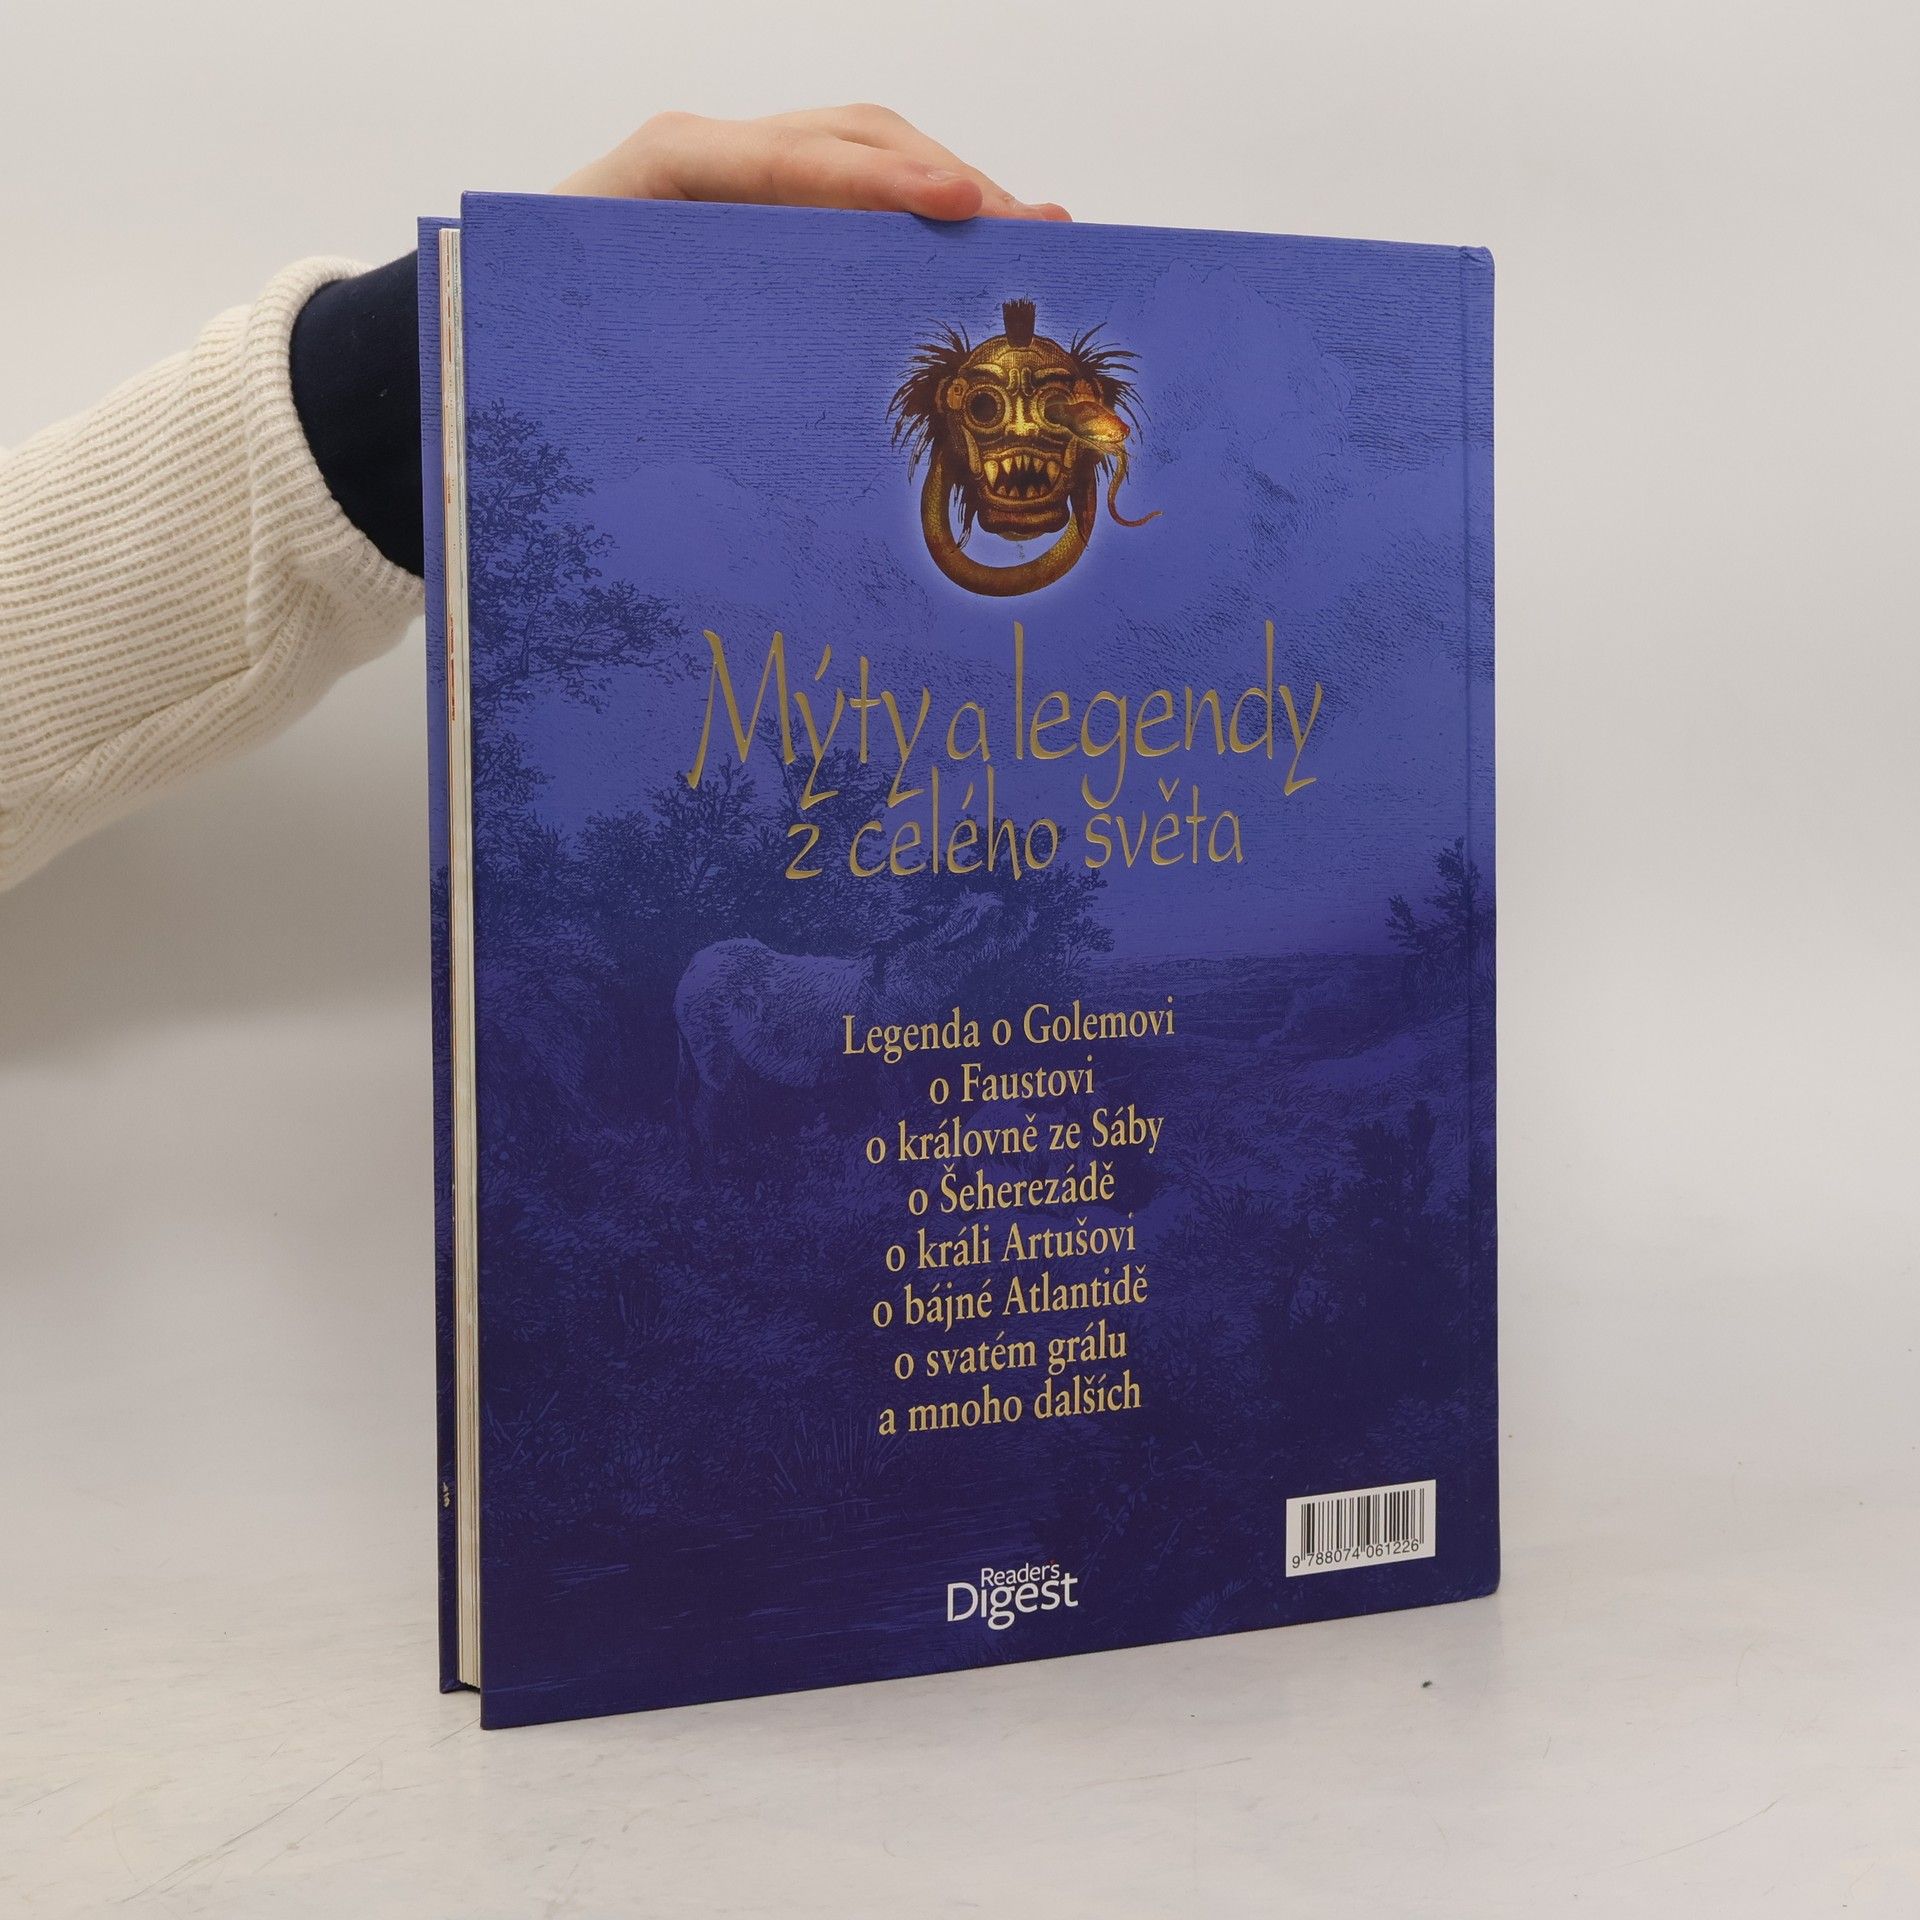 Mýty a legendy
z celého světa
Legenda o Golemovi
o Faustovi
o královně ze Sáby
o Šeherezádě
o králi Artušovi
o bájné Atlantidě
o svatém grálu
a mnoho dalších
Reader's
Digest
9 788074 061226